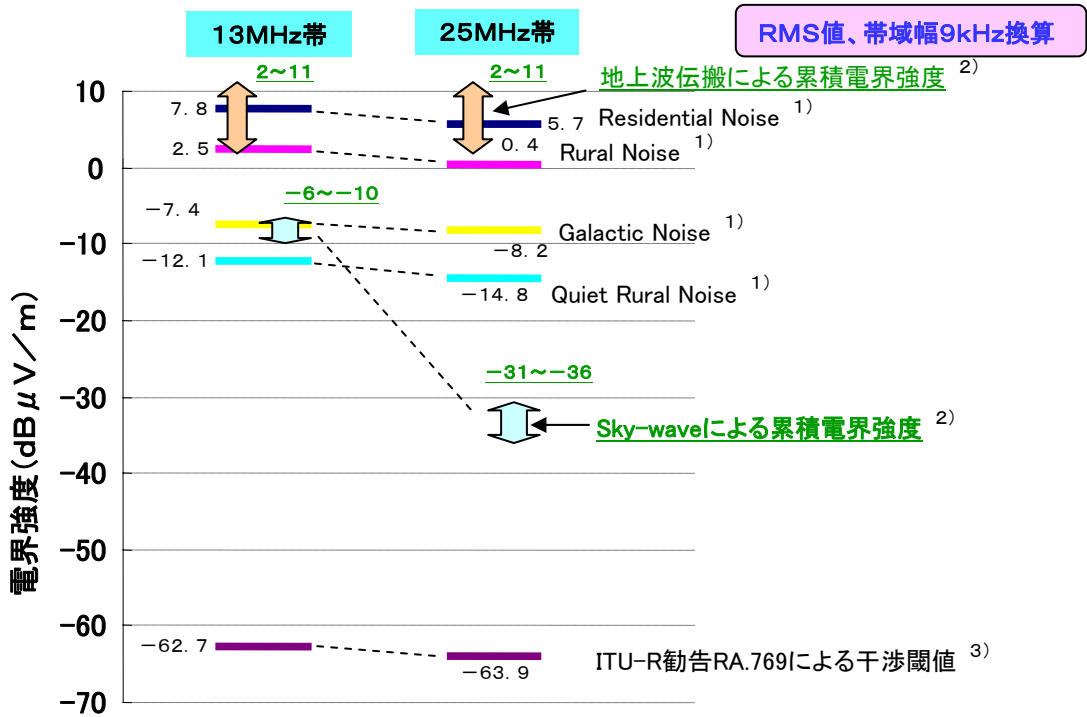 13MHz帯
25MHz帯
RMS値、帯域幅9kHz換算
2~11
2~11
地上波伝搬による累積電界強度 2)
10
7.8
5.7
Residential Noise 1)
2.5
0.4
Rural Noise 1)
0
-6~-10
-7.4
-8.2
Galactic Noise 1)
-10
-12.1
-14.8
Quiet Rural Noise 1)
-20
-31~-36
-30
Sky-waveによる累積電界強度 2)
-40
-50
-60
-62.7
-63.9
ITU-R勧告RA.769による干渉閾値 3)
-70
電界強度(dBμV/m)